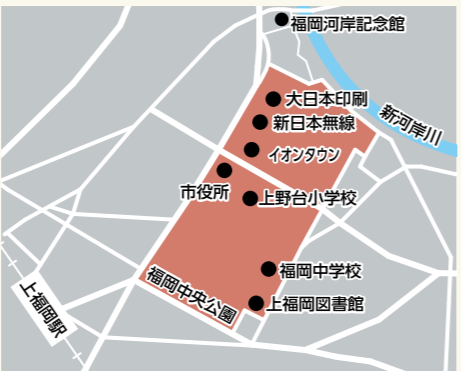 福岡河岸記念館
大日本印刷
新日本無線
新河岸川
イオンタウン
市役所
上野台小学校
福岡中学校
福岡中央公園
上福岡図書館
上福岡駅